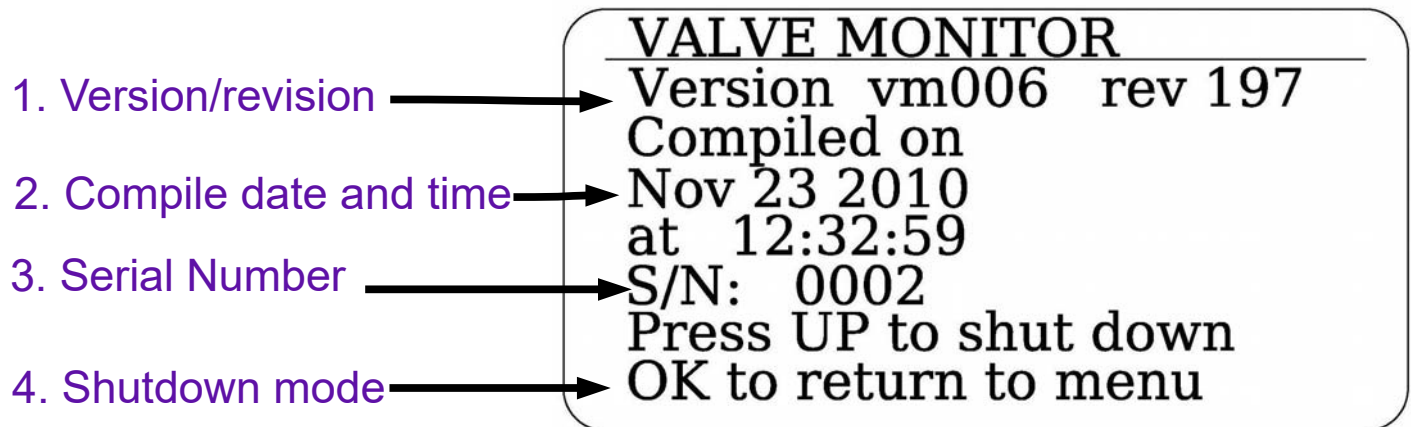 VALVE MONITOR
1. Version/revision
Version vm006 rev 197
Compiled on
2. Compile date and time
Nov 23 2010
at 12:32:59
3. Serial Number
S/N: 0002
Press UP to shut down
4. Shutdown mode
OK to return to menu